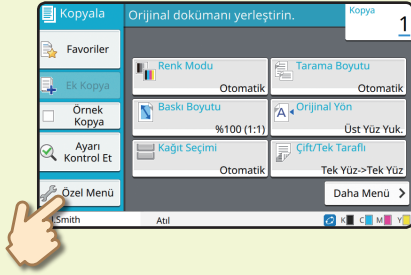 Kopyala
Orijinal dokümanı yerleştirin.
Kopya
1
Favoriler
Ek Kopya
Örnek
Kopya
Ayarı
Kontrol Et
Özel Menü
Renk Modu
Otomatik
Tarama Boyutu
Otomatik
Baskı Boyutu
%100 (1:1)
Orijinal Yön
Üst Yüz Yuk.
Kağıt Seçimi
Otomatik
Çift/Tek Taraflı
Tek Yüz->Tek Yüz
Daha Menü
Smith
Atıl
K C M Y